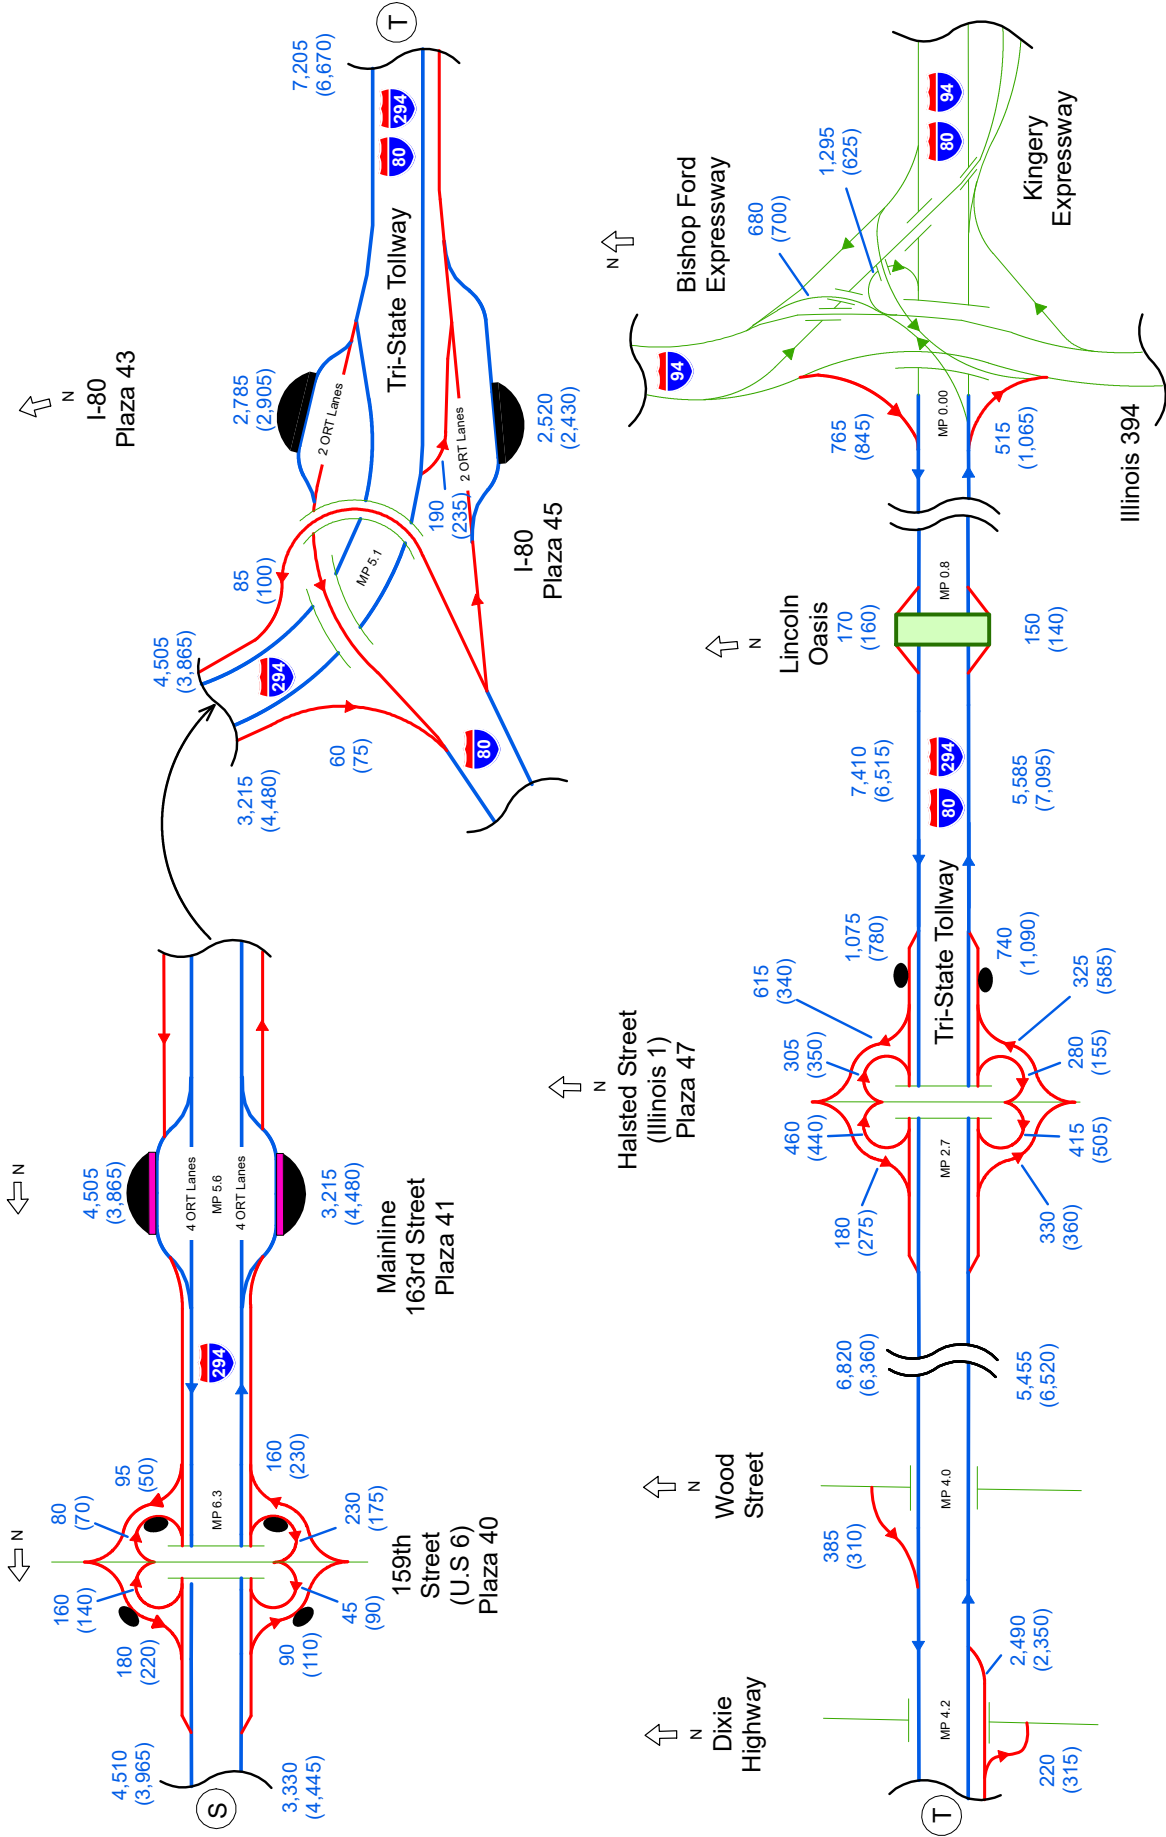 S
4,510
(3,965)
3,330
(4,445)
N
160
(140)
180
(220)
80
(70)
95
(50)
MP 6.3
90
(110)
45
(90)
230
(175)
160
(230)
159th
Street
(U.S 6)
Plaza 40
294
N
4,505
(3,865)
4 ORT Lanes
MP 5.6
4 ORT Lanes
3,215
(4,480)
Mainline
163rd Street
Plaza 41
4,505
(3,865)
294
3,215
(4,480)
85
(100)
60
(75)
80
MP 5.1
N
I-80
Plaza 43
2,785
(2,905)
2 ORT Lanes
Tri-State Tollway
190
(235)
2 ORT Lanes
2,520
(2,430)
I-80
Plaza 45
80
294
7,205
(6,670)
T
T
N
Dixie
Highway
MP 4.2
220
(315)
2,490
(2,350)
N
Wood
Street
385
(310)
MP 4.0
6,820
(6,360)
5,455
(6,520)
N
Halsted Street
(Illinois 1)
Plaza 47
180
(275)
460
(440)
305
(350)
615
(340)
1,075
(780)
MP 2.7
Tri-State Tollway
330
(360)
415
(505)
280
(155)
325
(585)
740
(1,090)
7,410
(6,515)
80
294
5,585
(7,095)
N
Lincoln
Oasis
170
(160)
MP 0.8
150
(140)
N
Bishop Ford
Expressway
94
765
(845)
MP 0.00
515
(1,065)
Illinois 394
680
(700)
1,295
(625)
80
94
Kingery
Expressway